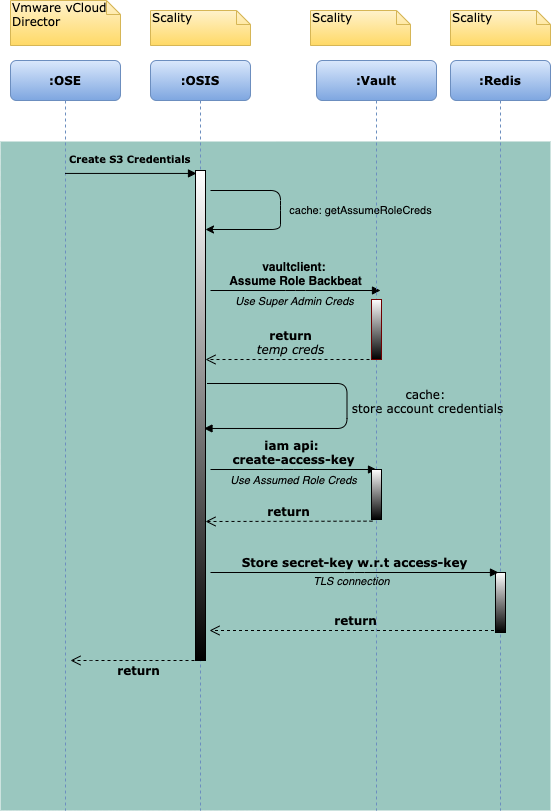 Vmware vCloud
Director
Scality
Scality
Scality
:OSE
:OSIS
:Vault
:Redis
Create S3 Credentials
cache: getAssumeRoleCreds
vaultclient:
Assume Role Backbeat
Use Super Admin Creds
return
temp creds
cache:
store account credentials
iam api:
create-access-key
Use Assumed Role Creds
return
Store secret-key w.r.t access-key
TLS connection
return
return